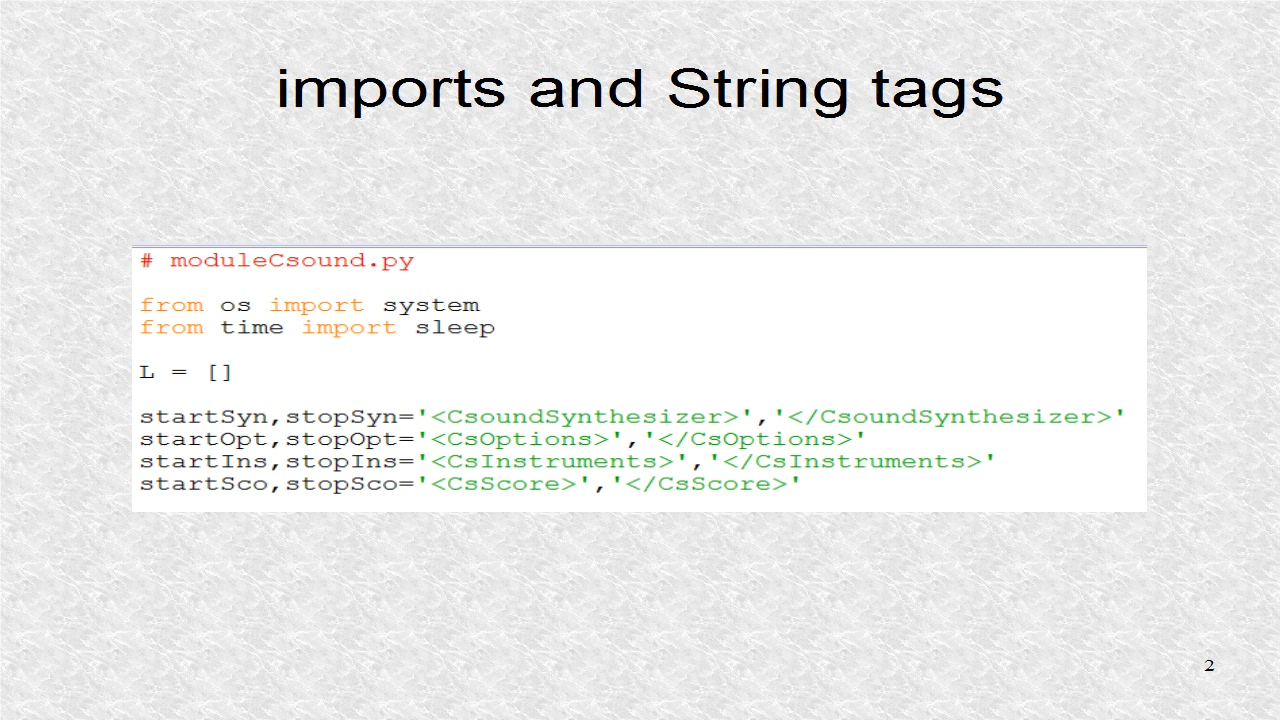 imports and String tags
# moduleCsound.py
from os import system
from time import sleep
L = []
startSyn,stopSyn='<CsoundSynthesizer>','</CsoundSynthesizer>'
startOpt,stopOpt='<CsOptions>','</CsOptions>'
startIns,stopIns='<CsInstruments>','</CsInstruments>'
startSco,stopSco='<CsScore>','</CsScore>'
2